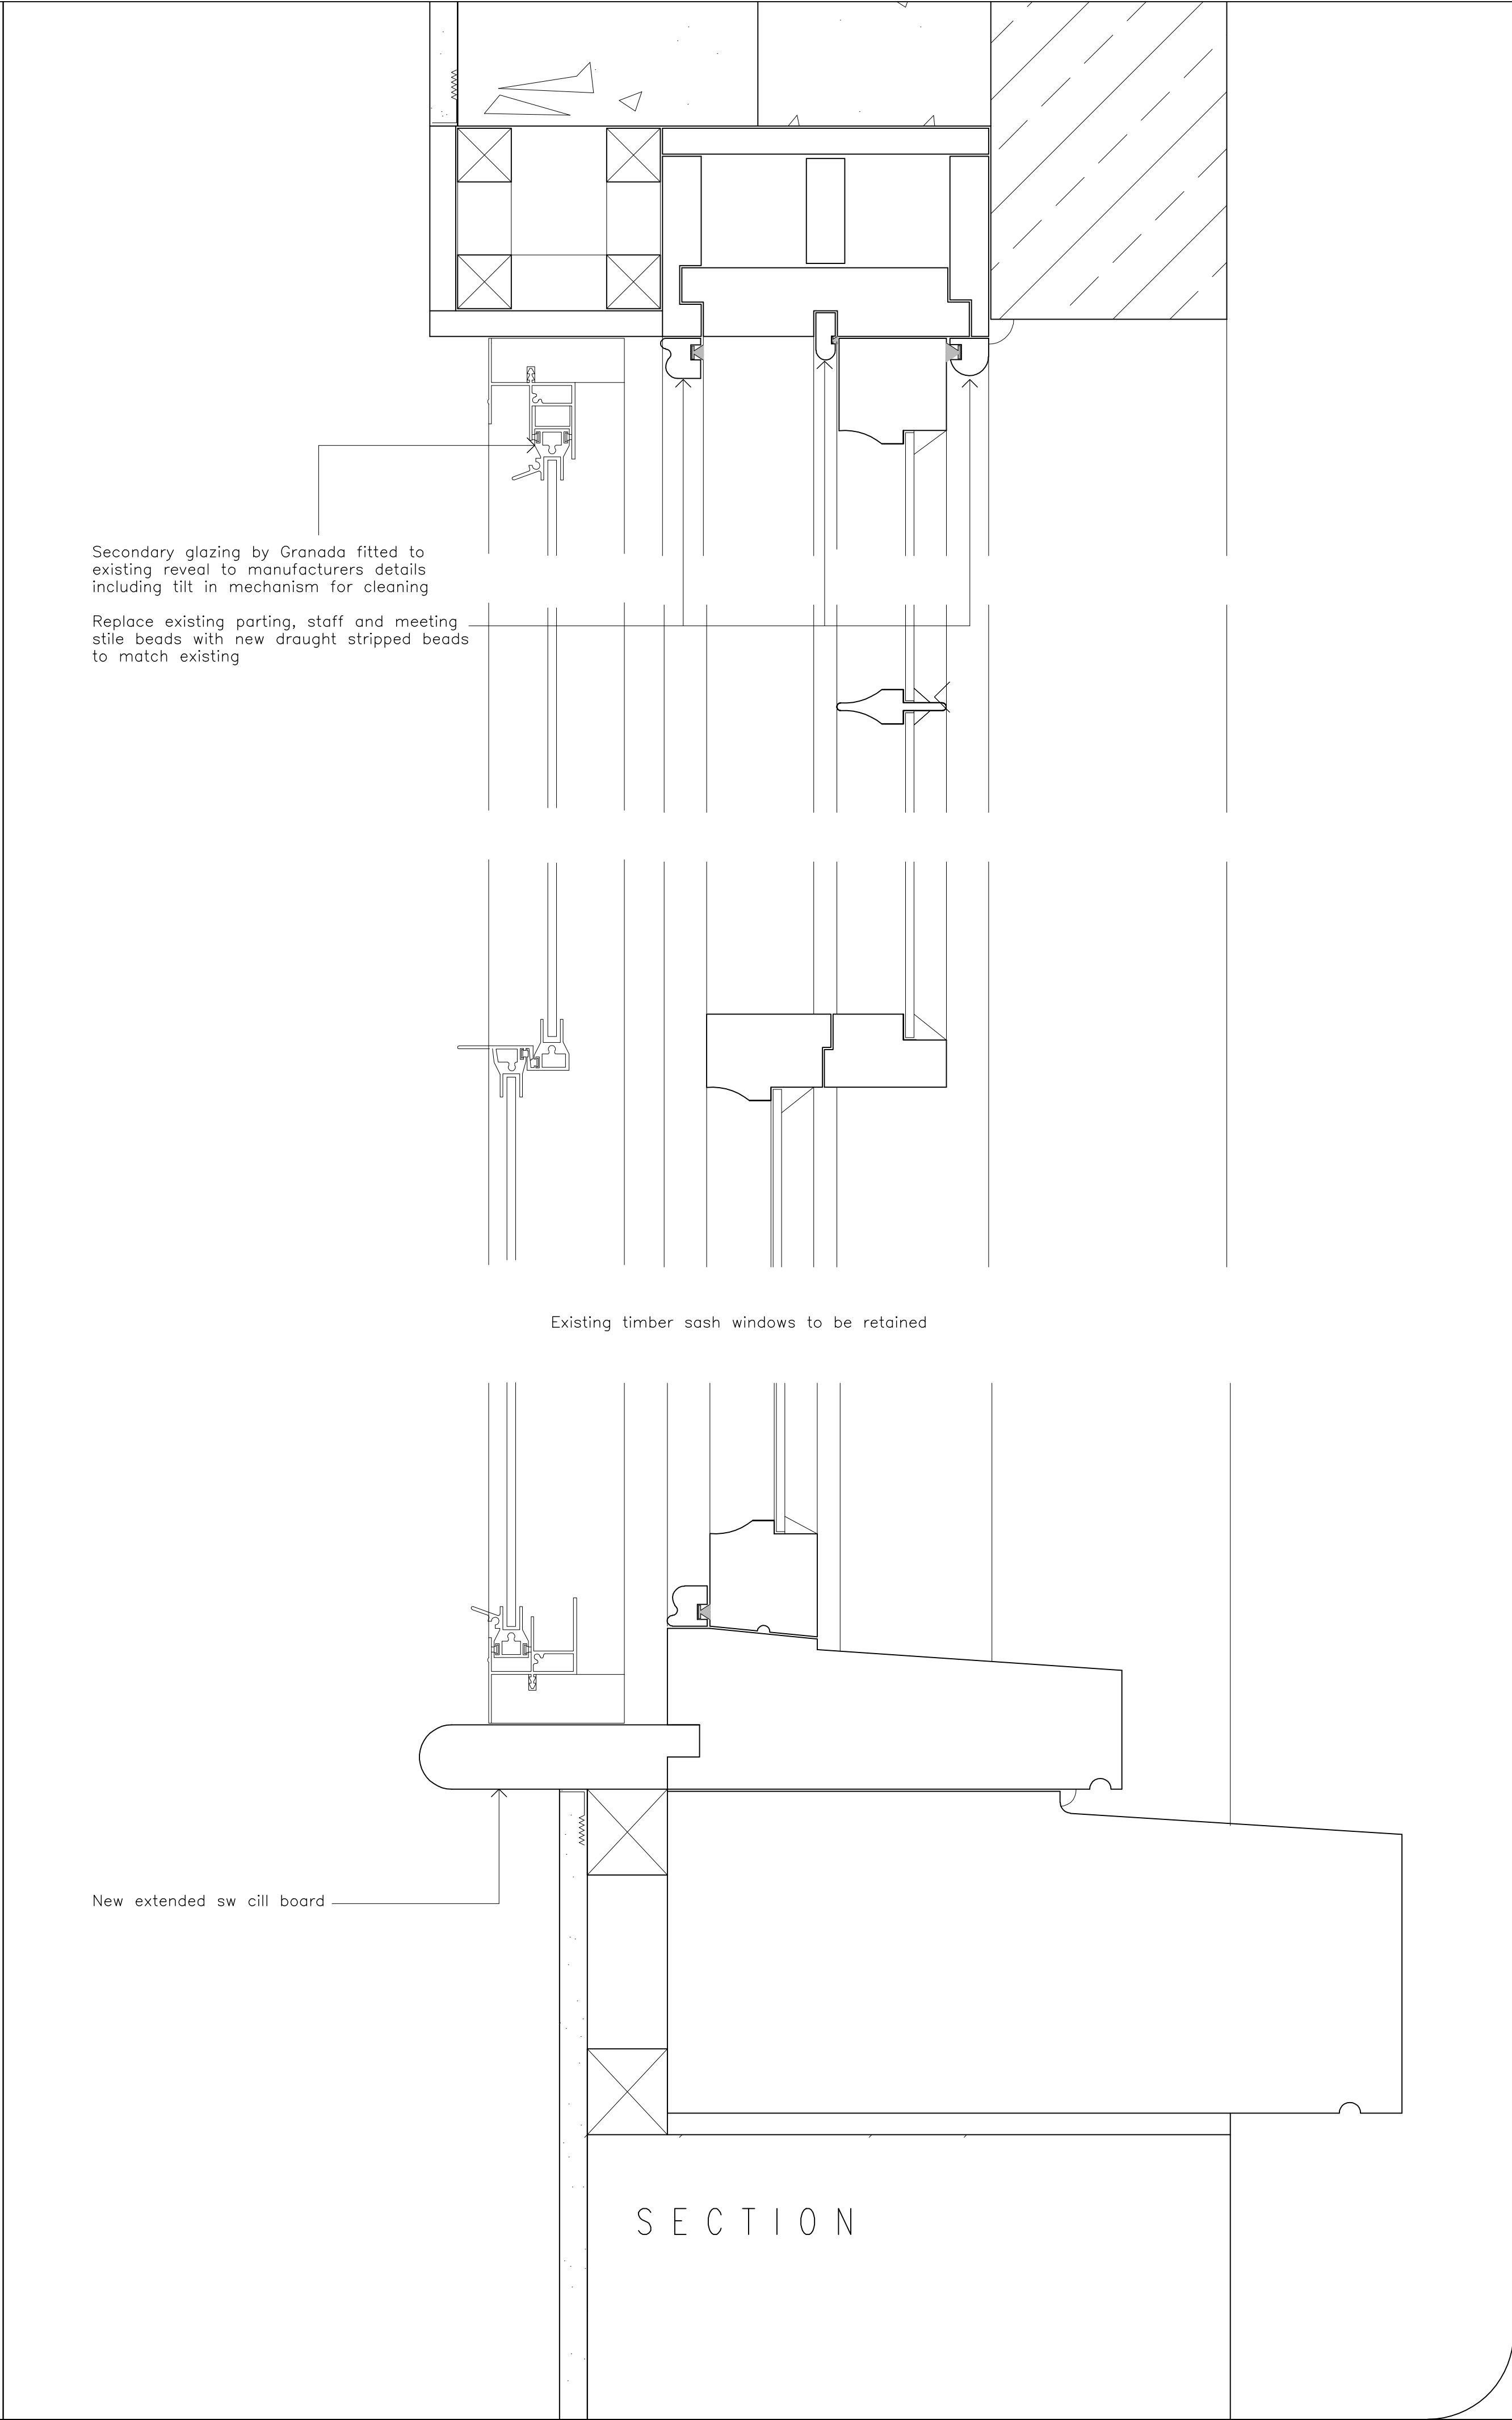 Secondary glazing by Granada fitted to
existing reveal to manufacturers details
including tilt in mechanism for cleaning
Replace existing parting, staff and meeting
stile beads with new draught stripped beads
to match existing
Existing timber sash windows to be retained
New extended sw cill board
SECTION